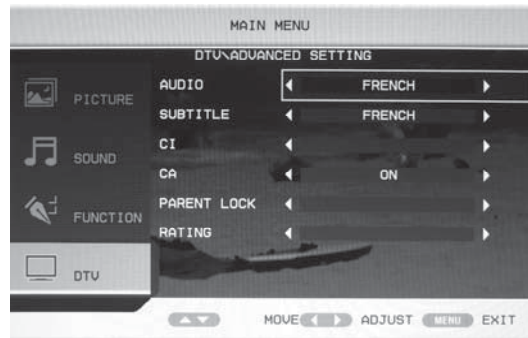 MAIN MENU
DTV\ADVANCED SETTING
PICTURE
SOUND
FUNCTION
DTV
AUDIO FRENCH
SUBTITLE FRENCH
CI
CA ON
PARENT LOCK
RATING
MOVE ADJUST MENU EXIT